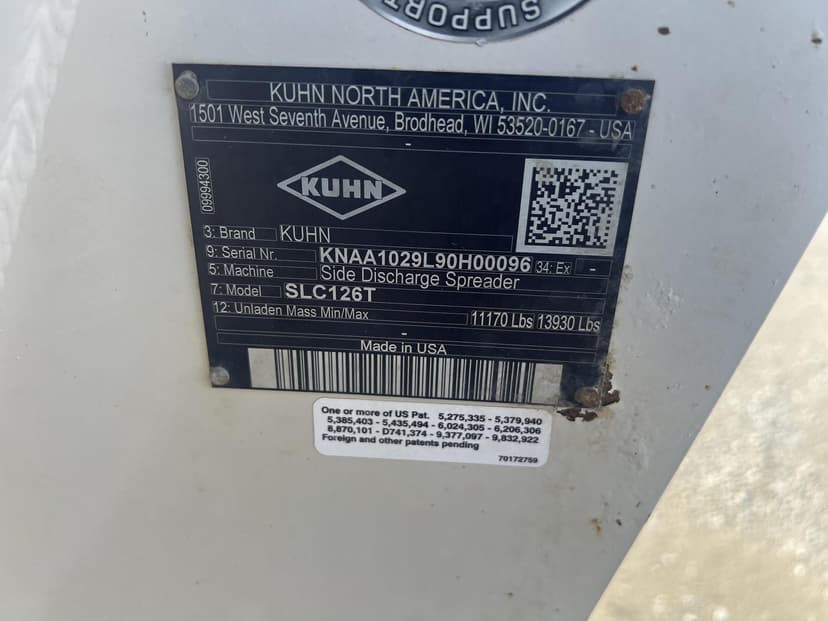 SUPPORT
KUHN NORTH AMERICA, INC.
1501 West Seventh Avenue, Brodhead, WI 53520-0167 - USA
-
09994300
KUHN
3: Brand KUHN
9: Serial Nr. KNAA1029L90H00096 34: Ex -
5: Machine Side Discharge Spreader
7: Model SLC126T
12: Unladen Mass Min/Max 11170 Lbs 13930 Lbs
-
Made in USA
One or more of US Pat. 5,275,335 - 5,379,940
5,385,403 - 5,435,494 - 6,024,305 - 6,206,306
8,870,101 - D741,374 - 9,377,097 - 9,832,922
Foreign and other patents pending
70172759